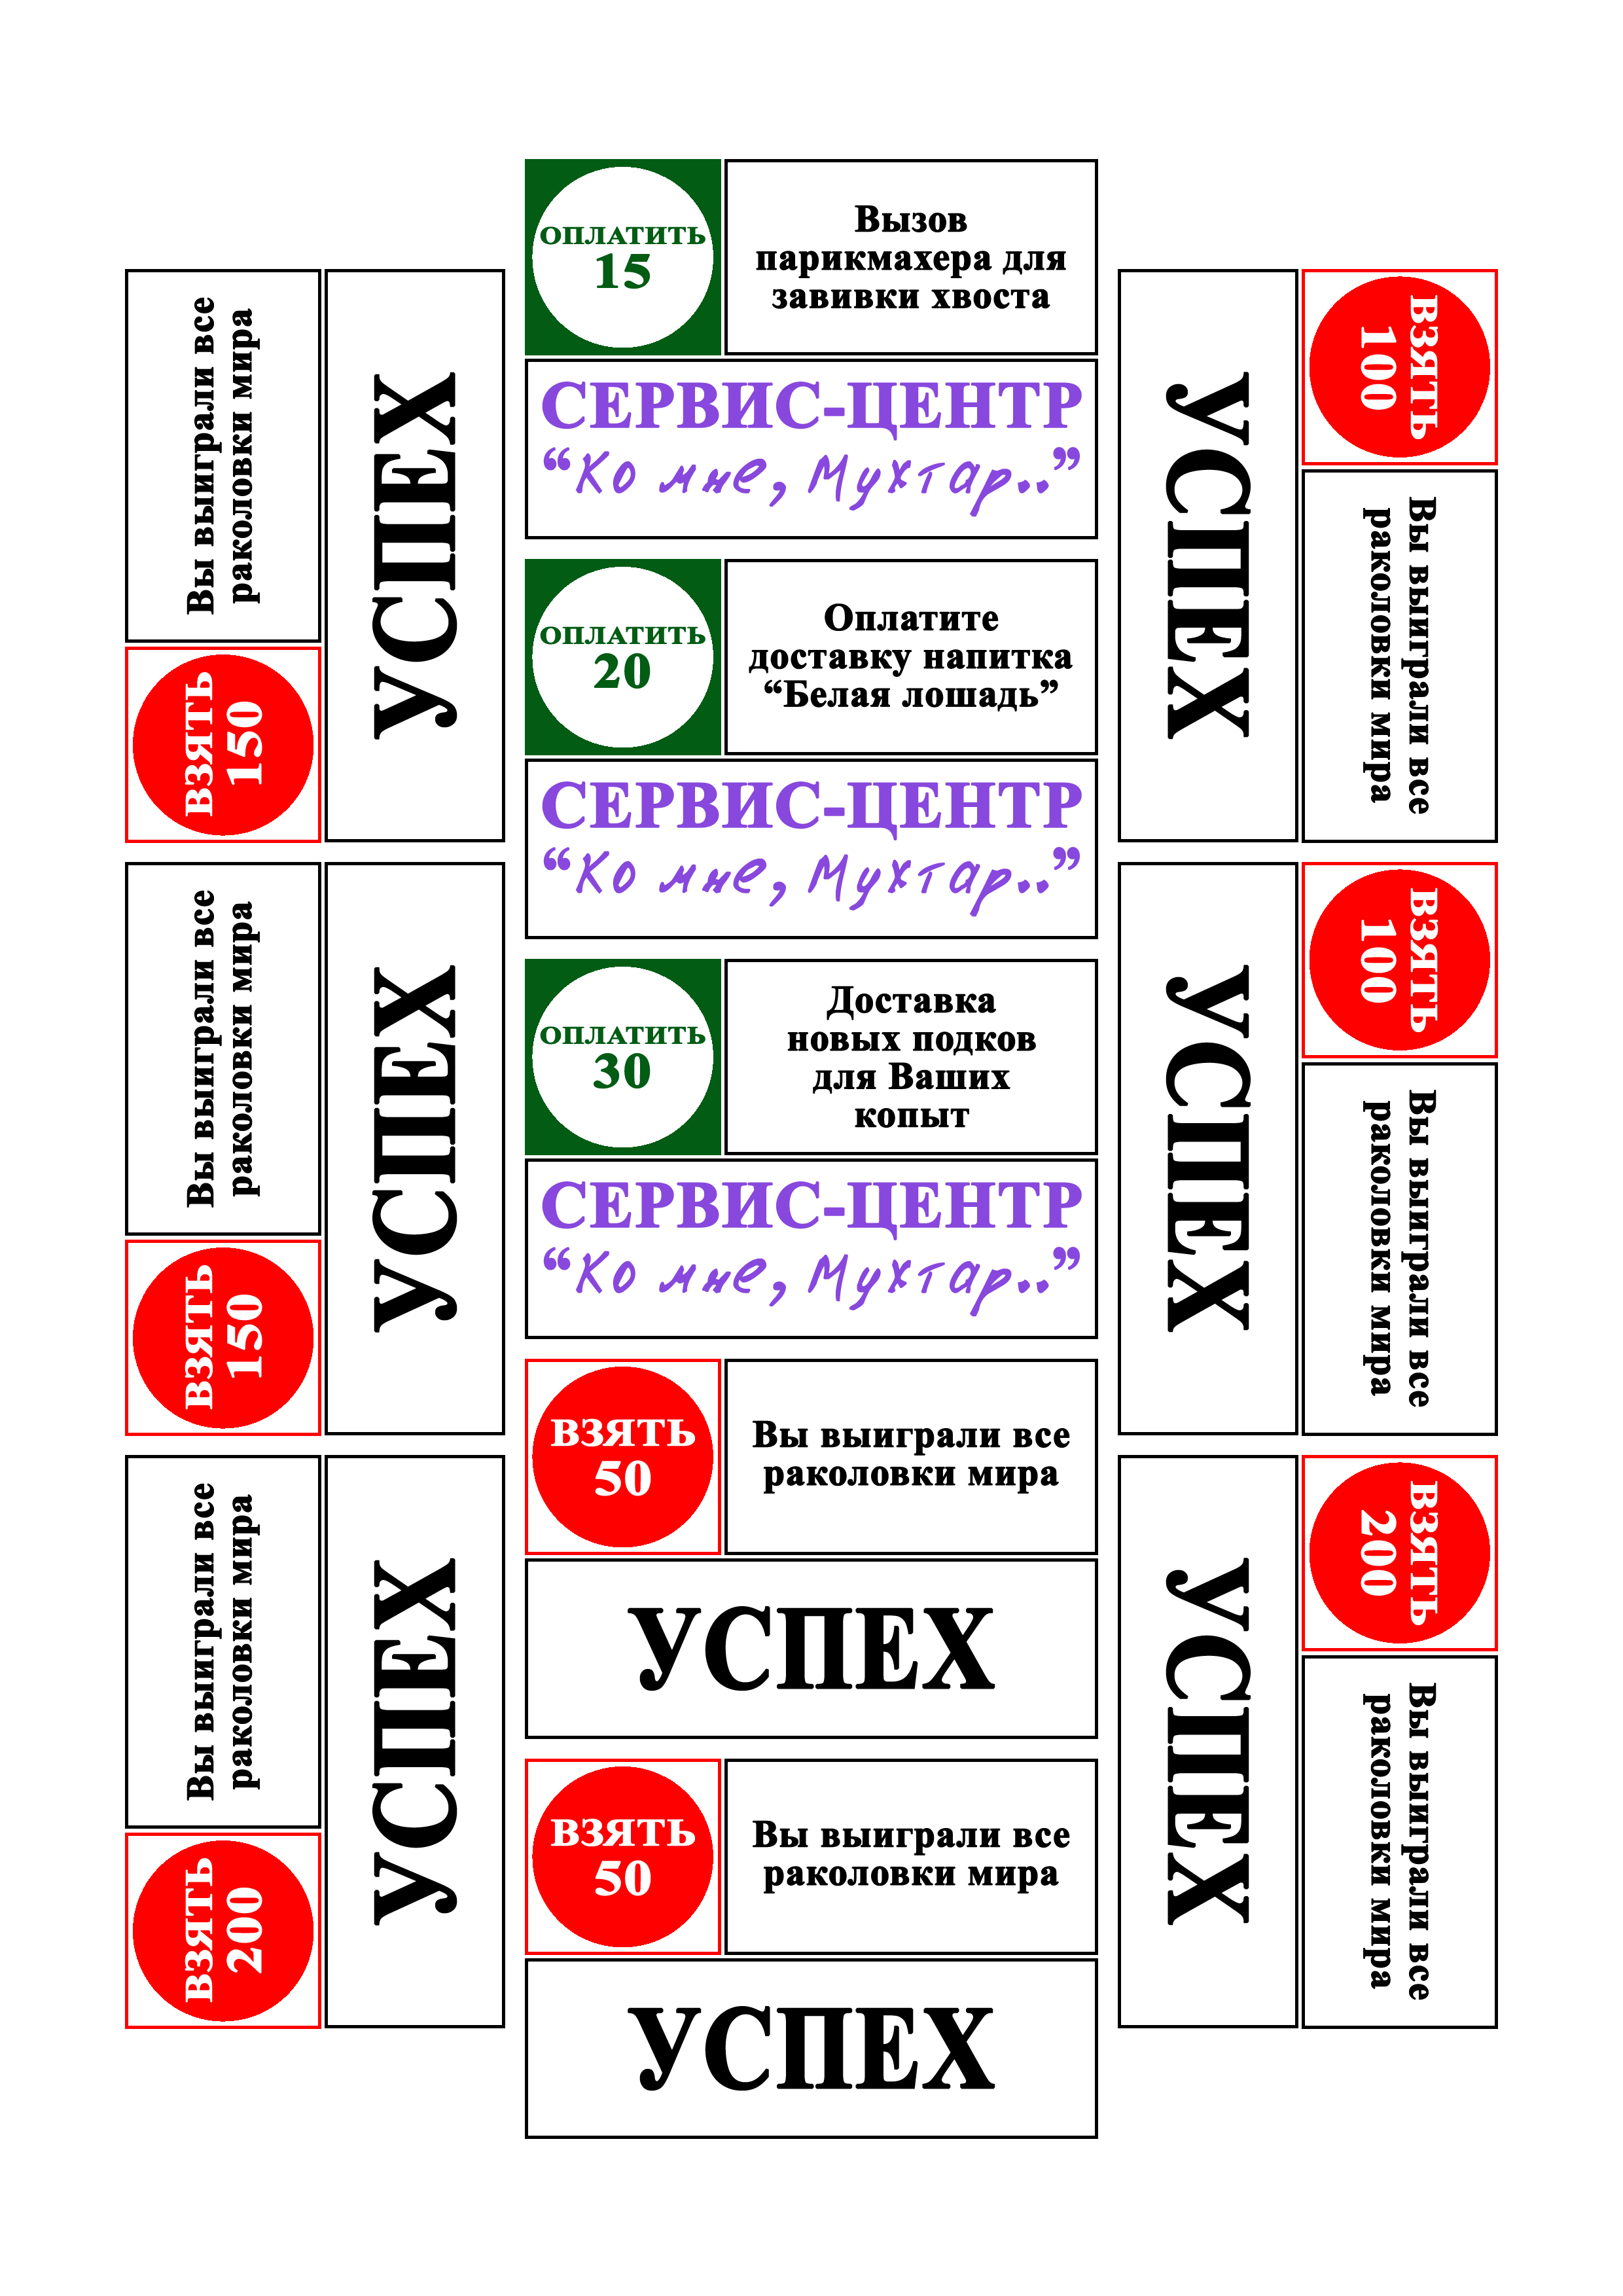 Вы выиграли все
раколовки мира
ВЗЯТЬ
150
УСПЕХ
Вы выиграли все
раколовки мира
ВЗЯТЬ
150
УСПЕХ
Вы выиграли все
раколовки мира
ВЗЯТЬ
200
УСПЕХ
ОПЛАТИТЬ
15
Вызов
парикмахера для
завивки хвоста
СЕРВИС-ЦЕНТР
“Ко мне, Мухтар..”
ОПЛАТИТЬ
20
Оплатите
доставку напитка
“Белая лошадь”
СЕРВИС-ЦЕНТР
“Ко мне, Мухтар..”
ОПЛАТИТЬ
30
Доставка
новых подков
для Ваших
копыт
СЕРВИС-ЦЕНТР
“Ко мне, Мухтар..”
ВЗЯТЬ
50
Вы выиграли все
раколовки мира
УСПЕХ
ВЗЯТЬ
50
Вы выиграли все
раколовки мира
УСПЕХ
ВЗЯТЬ
100
Вы выиграли все
раколовки мира
УСПЕХ
ВЗЯТЬ
100
Вы выиграли все
раколовки мира
УСПЕХ
ВЗЯТЬ
200
Вы выиграли все
раколовки мира
УСПЕХ